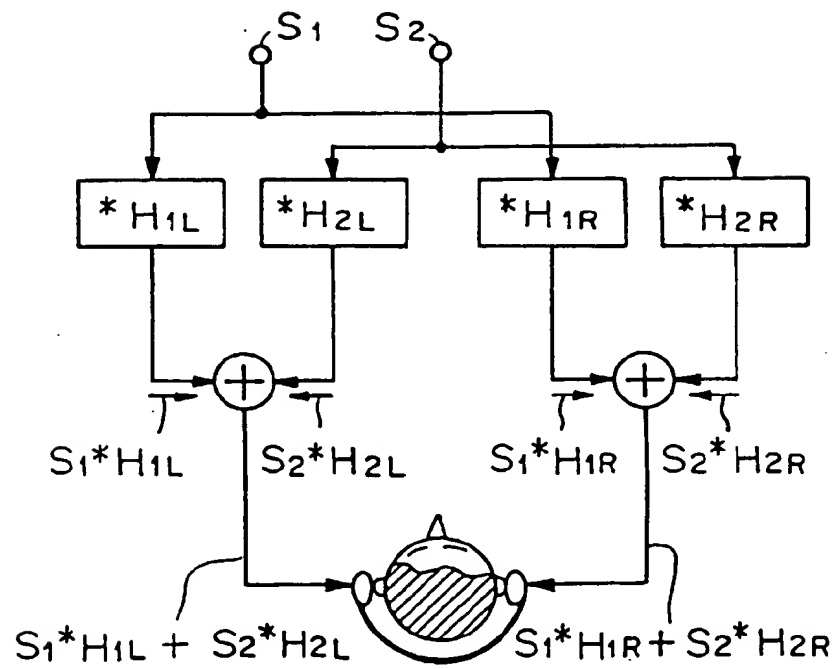 S1 S2
*H1L *H2L *H1R *H2R
+ +
S1*H1L S2*H2L S1*H1R S2*H2R
S1*H1L + S2*H2L S1*H1R + S2*H2R